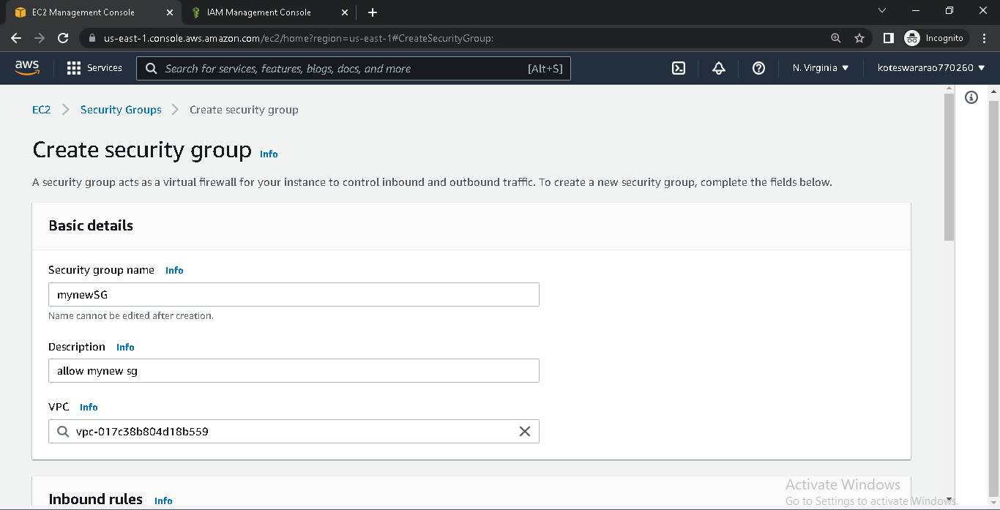 EC2 Management Console
IAM Management Console
us-east-1.console.aws.amazon.com/ec2/home?region=us-east-1#CreateSecurityGroup:
Incognito
aws
Services
Search for services, features, blogs, docs, and more
[Alt+S]
N. Virginia
koteswararao770260
EC2
Security Groups
Create security group
Create security group Info
A security group acts as a virtual firewall for your instance to control inbound and outbound traffic. To create a new security group, complete the fields below.
Basic details
Security group name Info
mynewSG
Name cannot be edited after creation.
Description Info
allow mynew sg
VPC Info
vpc-017c38b804d18b559
Inbound rules Info
Activate Windows
Go to Settings to activate Windows.